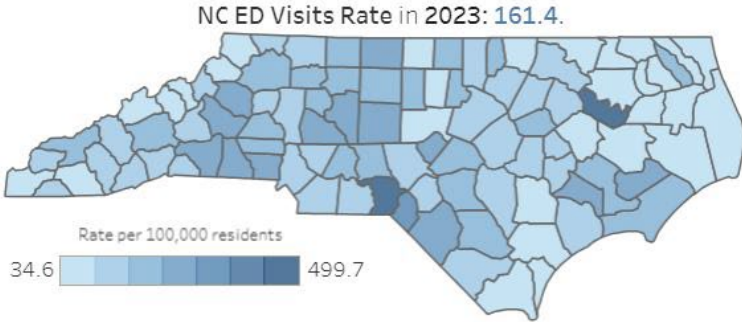 NC ED Visits Rate in 2023: 161.4.
Rate per 100,000 residents
34.6 499.7